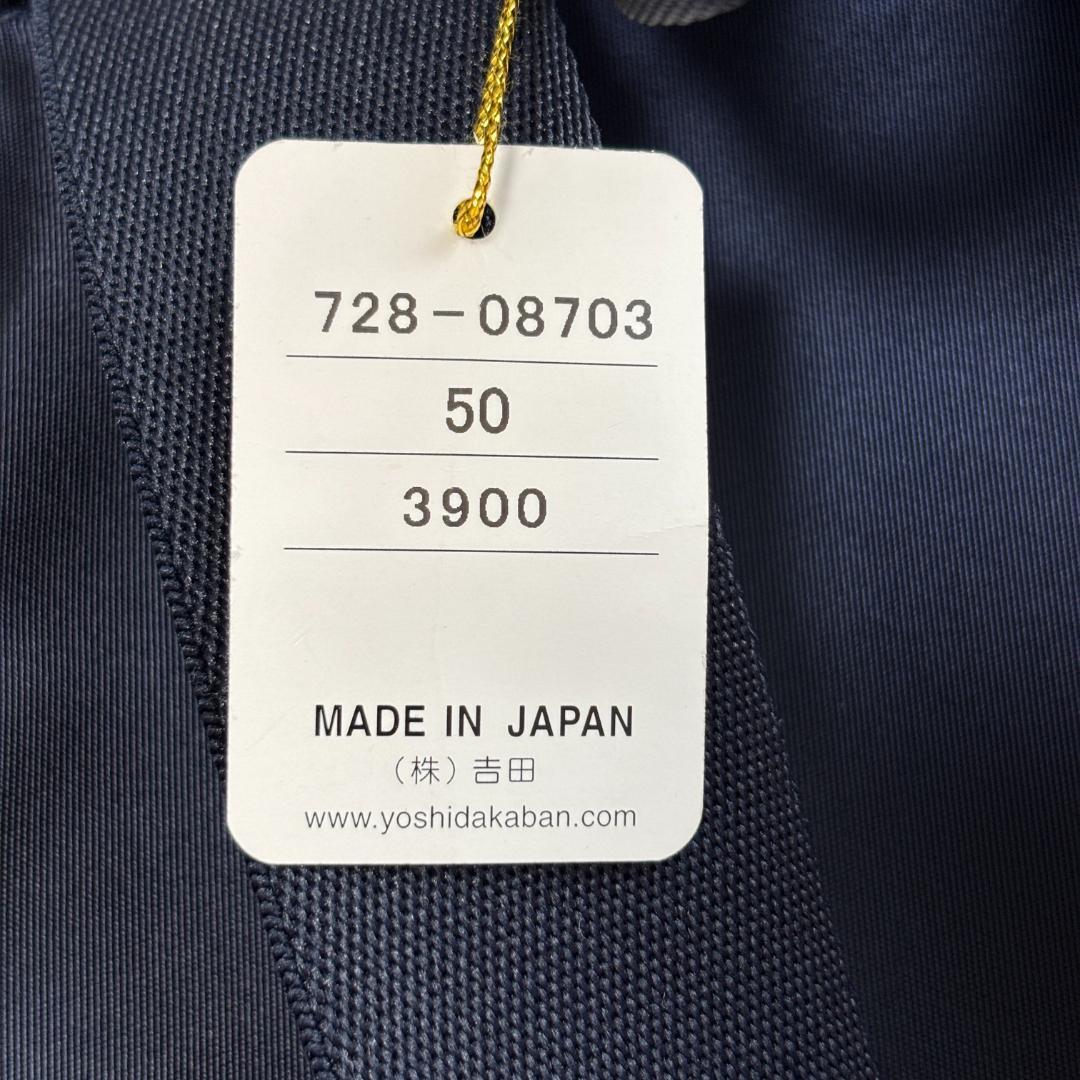 728-08703
50
3900
MADE IN JAPAN
(株) 吉田
www.yoshidakaban.com